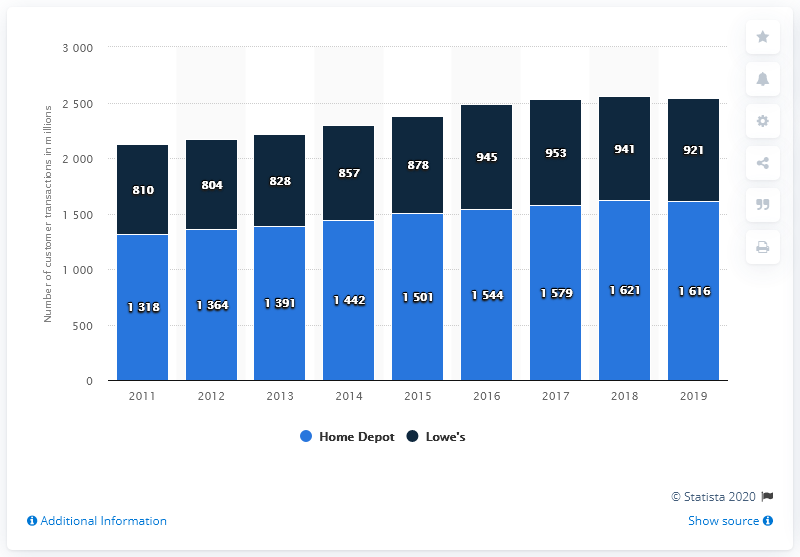 Number of customer transactions in millions
3 000
2 500
2 000
1 500
1 000
500
0
810 804 828 857 878 945 953 941 921
1 318 1 364 1 391 1 442 1 501 1 544 1 579 1 621 1 616
2011 2012 2013 2014 2015 2016 2017 2018 2019
Home Depot Lowe's
© Statista 2020
Additional Information Show source